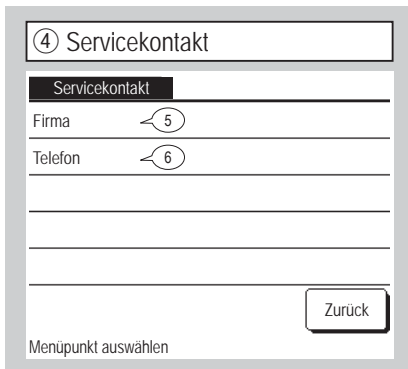 ④ Servicekontakt
Servicekontakt
Firma 5
Telefon 6
Zurück
Menüpunkt auswählen